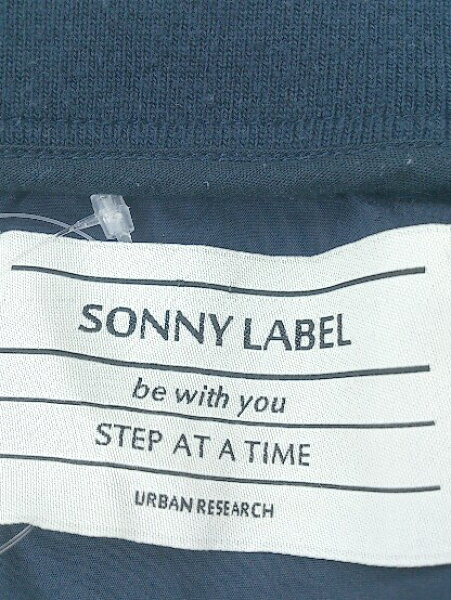 SONNY LABEL
be with you
STEP AT A TIME
URBAN RESEARCH